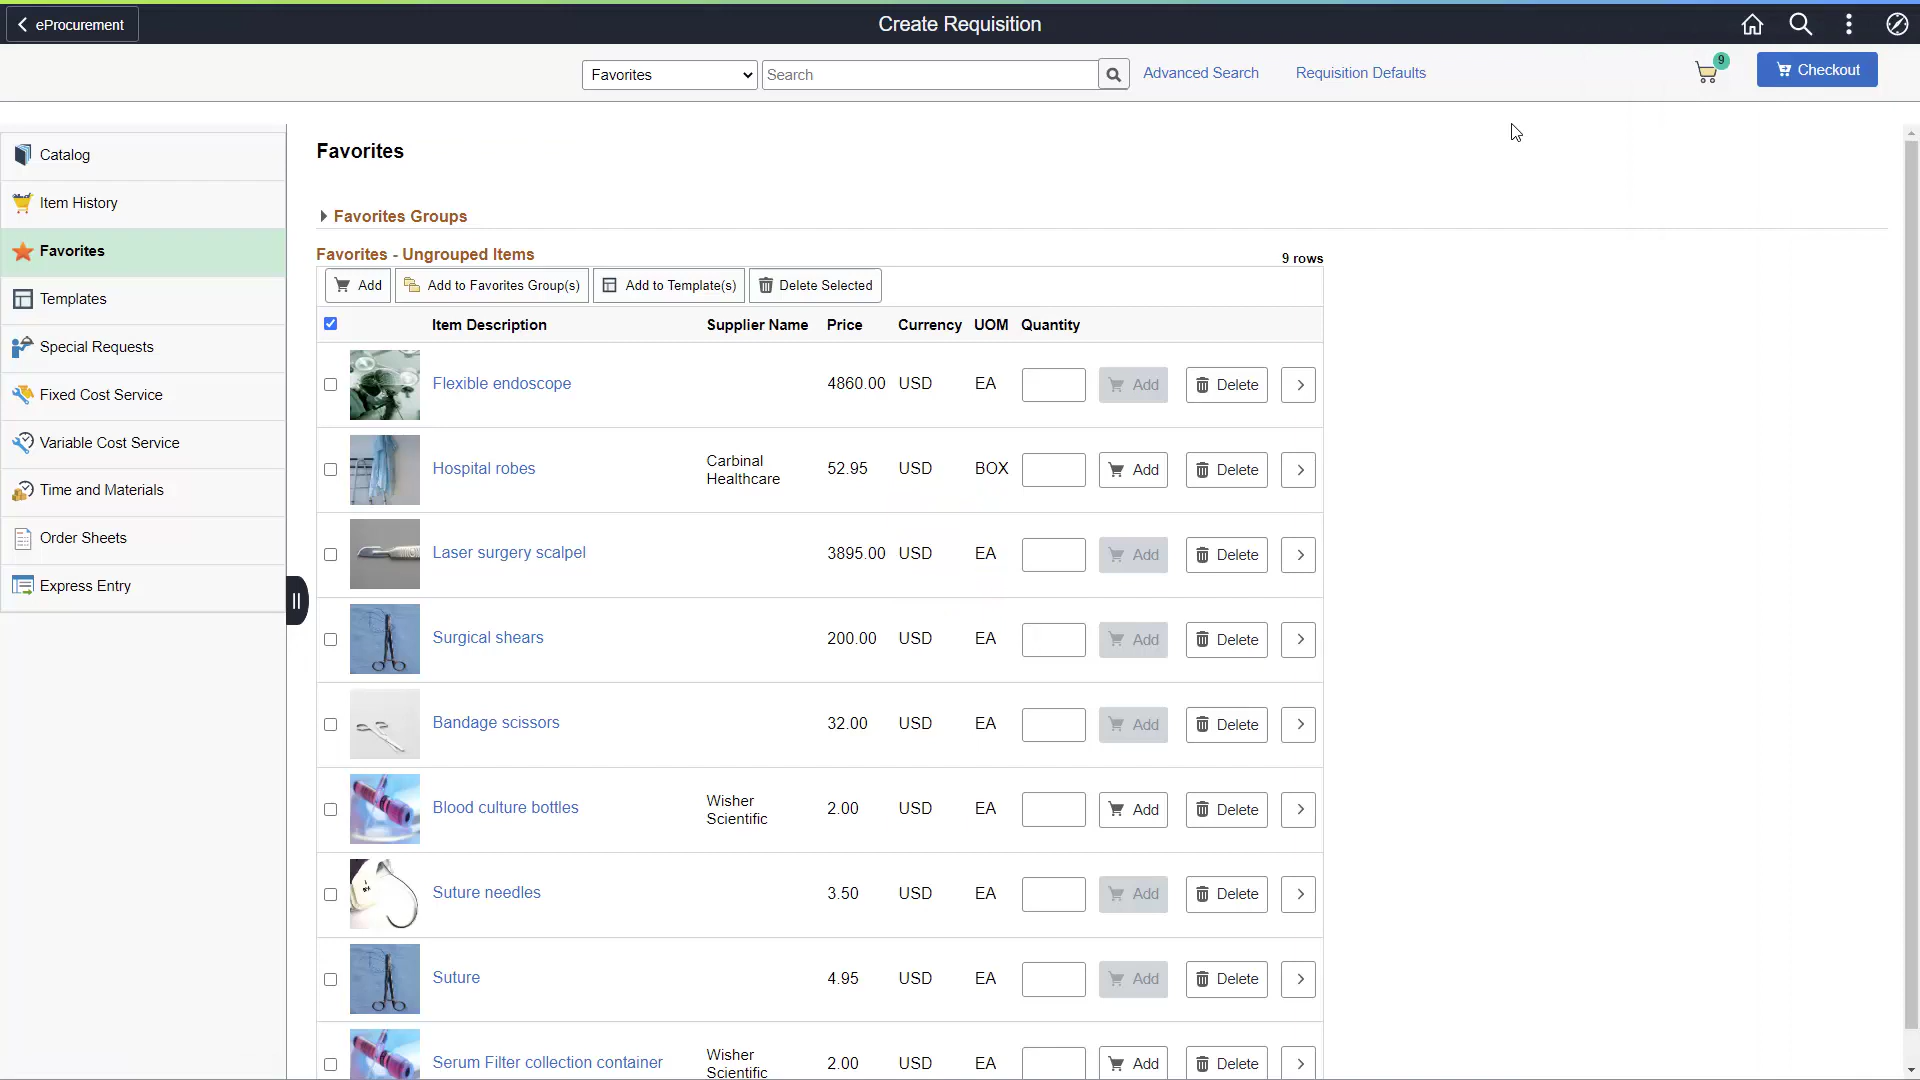 eProcurement
Create Requisition
Favorites
Search
Advanced Search
Requisition Defaults
9
Checkout
Catalog
Item History
Favorites
Templates
Special Requests
Fixed Cost Service
Variable Cost Service
Time and Materials
Order Sheets
Express Entry
Favorites
Favorites Groups
Favorites - Ungrouped Items
9 rows
Add
Add to Favorites Group(s)
Add to Template(s)
Delete Selected
Item Description Supplier Name Price Currency UOM Quantity
Flexible endoscope 4860.00 USD EA Add Delete
Hospital robes Carbinal Healthcare 52.95 USD BOX Add Delete
Laser surgery scalpel 3895.00 USD EA Add Delete
Surgical shears 200.00 USD EA Add Delete
Bandage scissors 32.00 USD EA Add Delete
Blood culture bottles Wisher Scientific 2.00 USD EA Add Delete
Suture needles 3.50 USD EA Add Delete
Suture 4.95 USD EA Add Delete
Serum Filter collection container Wisher Scientific 2.00 USD EA Add Delete